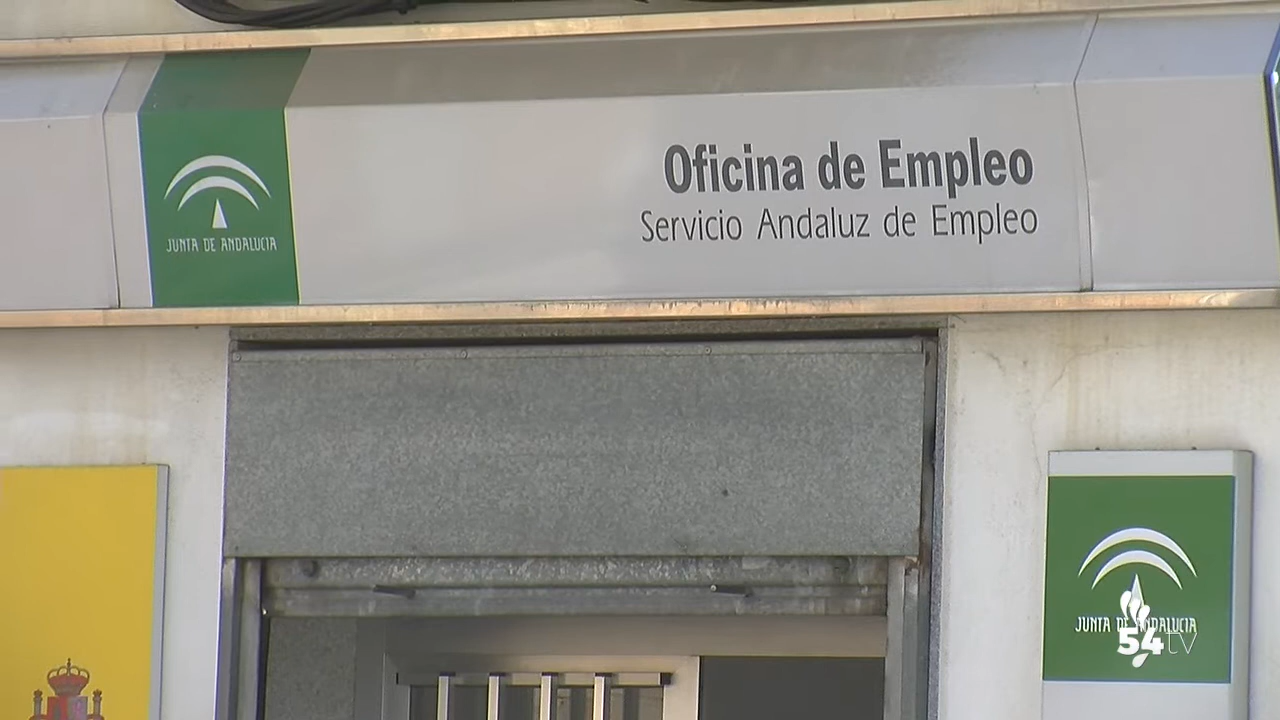 Oficina de Empleo
Servicio Andaluz de Empleo
JUNTA DE ANDALUCIA
JUNTA DE ANDALUCIA
54tv